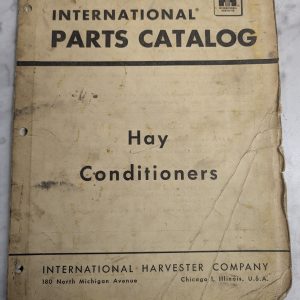 INTERNATIONAL®
PARTS CATALOG
Hay
Conditioners
INTERNATIONAL HARVESTER COMPANY
180 North Michigan Avenue Chicago 1, Illinois, U.S.A.